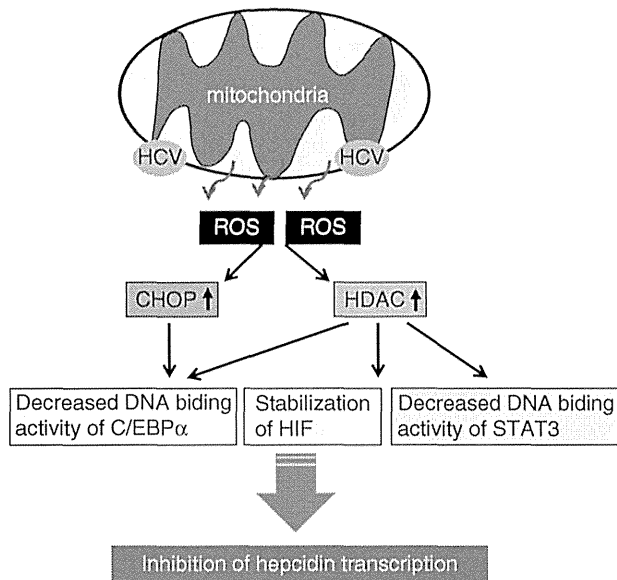 mitochondria
HCV
HCV
ROS
ROS
CHOP
HDAC
Decreased DNA biding
activity of C/EBPα
Stabilization
of HIF
Decreased DNA biding
activity of STAT3
Inhibition of hepcidin transcription